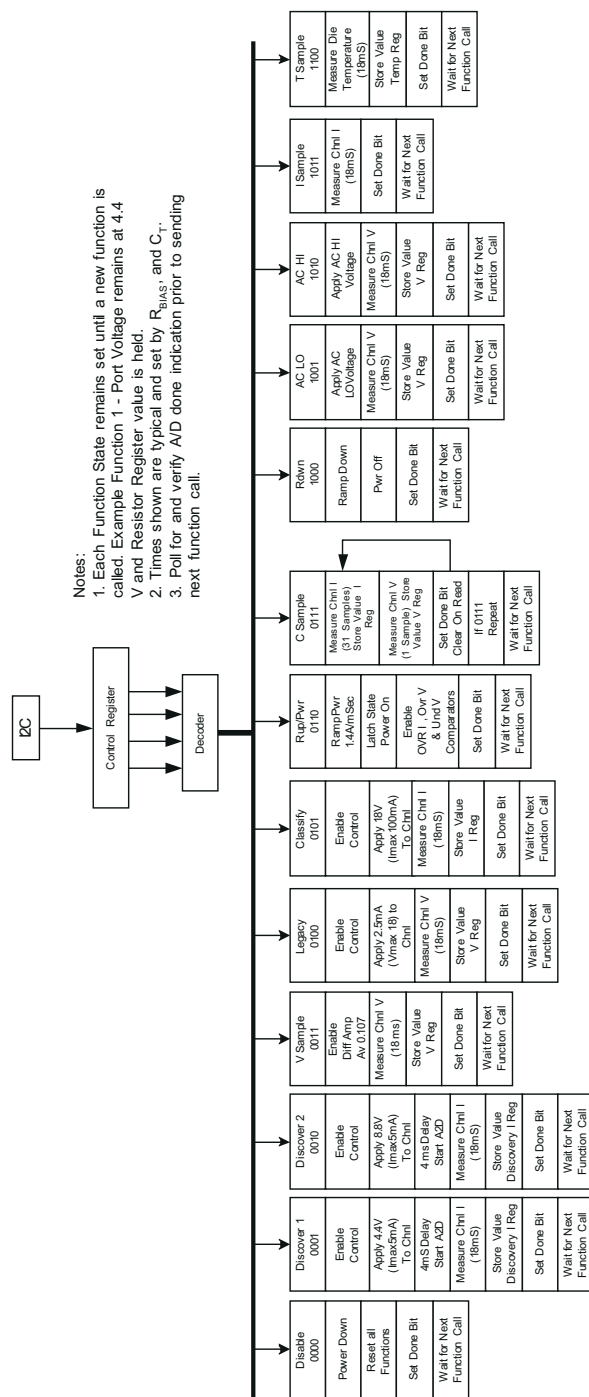 I2C
Control Register
Decoder
Notes:
1. Each Function State remains set until a new function is
called. Example Function 1 - Port Voltage remains at 4.4
V and Resistor Register value is held.
2. Times shown are typical and set by RBIAS, and CT.
3. Poll for and verify A/D done indication prior to sending
next function call.
Disable
0000
Power Down
Reset all
Functions
Set Done Bit
Wait for Next
Function Call
Discover 1
0001
Enable
Control
Apply 4.4V
(Imax5mA)
To Chnl
4mS Delay
Start A2D
Measure Chnl I
(18mS)
Store Value
Discovery I Reg
Set Done Bit
Wait for Next
Function Call
Discover 2
0010
Enable
Control
Apply 8.8V
(Imax5mA)
To Chnl
4 ms Delay
Start A2D
Measure Chnl I
(18mS)
Store Value
Discovery I Reg
Set Done Bit
Wait for Next
Function Call
V Sample
0011
Enable
Diff Amp
Av 0.107
Measure Chnl V
(18 ms)
Store Value
V Reg
Set Done Bit
Wait for Next
Function Call
Legacy
0100
Enable
Control
Apply 2.5mA
(Vmax 18) to
Chnl
Measure Chnl V
(18mS)
Store Value
V Reg
Set Done Bit
Wait for Next
Function Call
Classify
0101
Enable
Control
Apply 18V
(Imax 100mA)
To Chnl
Measure Chnl I
(18mS)
Store Value
I Reg
Set Done Bit
Wait for Next
Function Call
Rup/Pwr
0110
Ramp Pwr
1.4A/mSec
Latch State
Power On
Enable
OVR I , Ovr V
& Und V
Comparators
Set Done Bit
Wait for Next
Function Call
C Sample
0111
Measure Chnl I
(31 Samples)
Store Value I
Reg
Measure Chnl V
(1 Sample) Store
Value V Reg
Set Done Bit
Clear On Read
If 0111
Repeat
Wait for Next
Function Call
Rdwn
1000
Ramp Down
Pwr Off
Set Done Bit
Wait for Next
Function Call
AC LO
1001
Apply AC
LO Voltage
Measure Chnl V
(18mS)
Store Value
V Reg
Set Done Bit
Wait for Next
Function Call
AC HI
1010
Apply AC HI
Voltage
Measure Chnl V
(18mS)
Store Value
V Reg
Set Done Bit
Wait for Next
Function Call
I Sample
1011
Measure Chnl I
(18mS)
Set Done Bit
Wait for Next
Function Call
T Sample
1100
Measure Die
Temperature
(18mS)
Store Value
Temp Reg
Set Done Bit
Wait for Next
Function Call